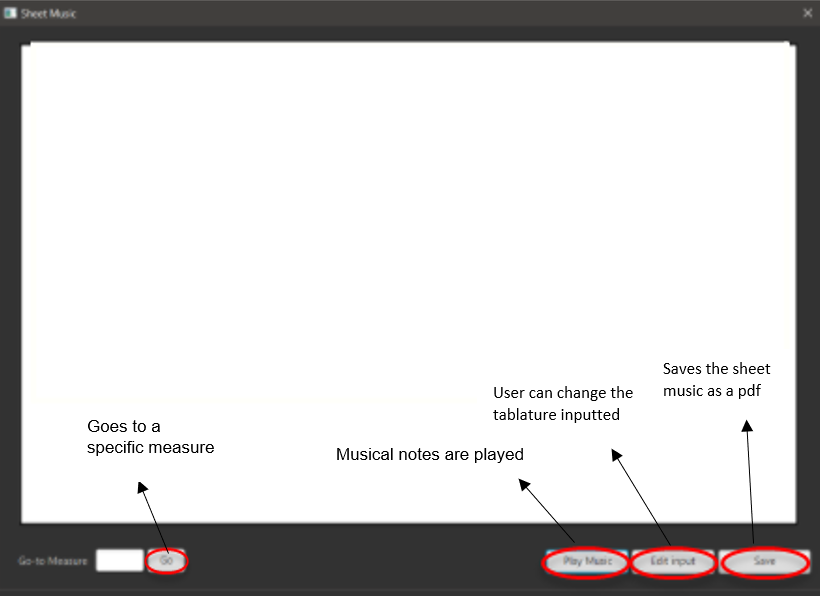 Sheet Music
Saves the sheet
music as a pdf
User can change the
tablature inputted
Goes to a
specific measure
Musical notes are played
Go-to Measure
Go
Play Music
Edit input
Save